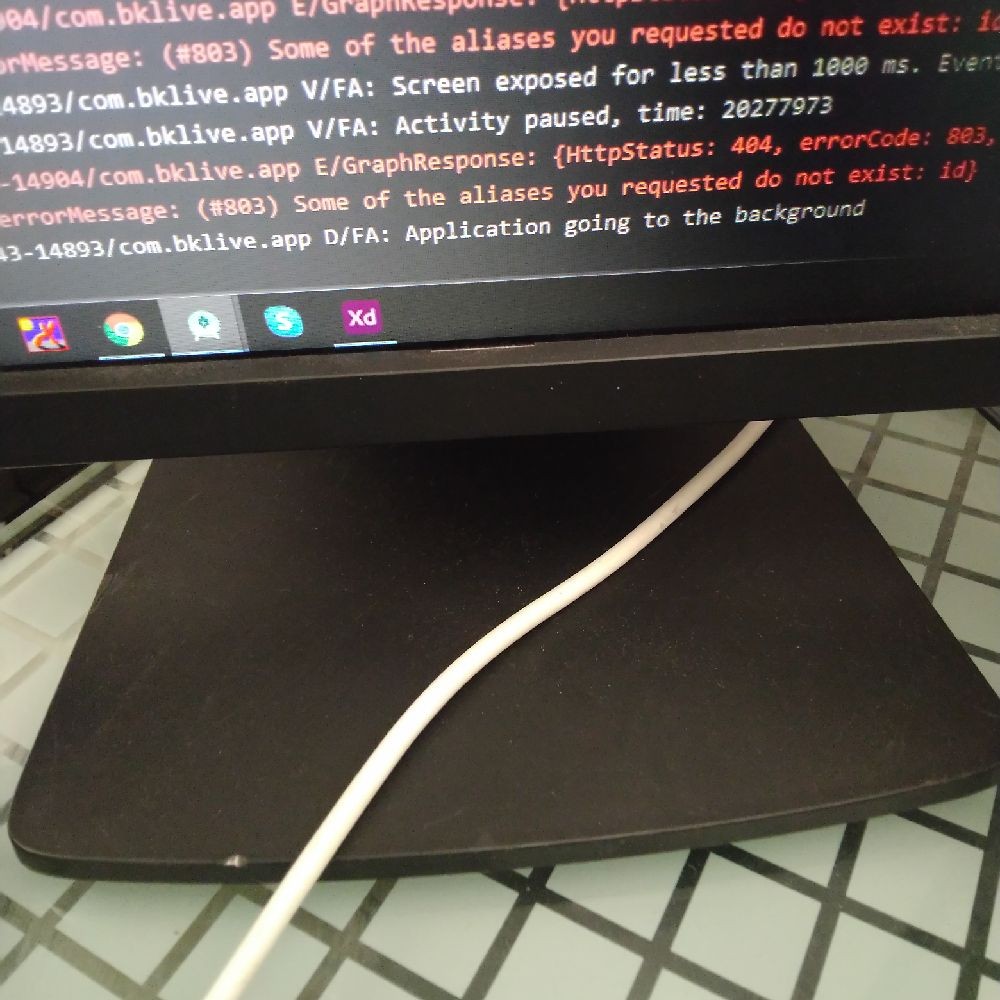 904/com.bklive.app E/GraphResponse:
orMessage: (#803) Some of the aliases you requested do not exist: id
14893/com.bklive.app V/FA: Screen exposed for less than 1000 ms. Event
14893/com.bklive.app V/FA: Activity paused, time: 20277973
-14904/com.bklive.app E/GraphResponse: {HttpStatus: 404, errorCode: 803,
errorMessage: (#803) Some of the aliases you requested do not exist: id}
43-14893/com.bklive.app D/FA: Application going to the background
S
Xd